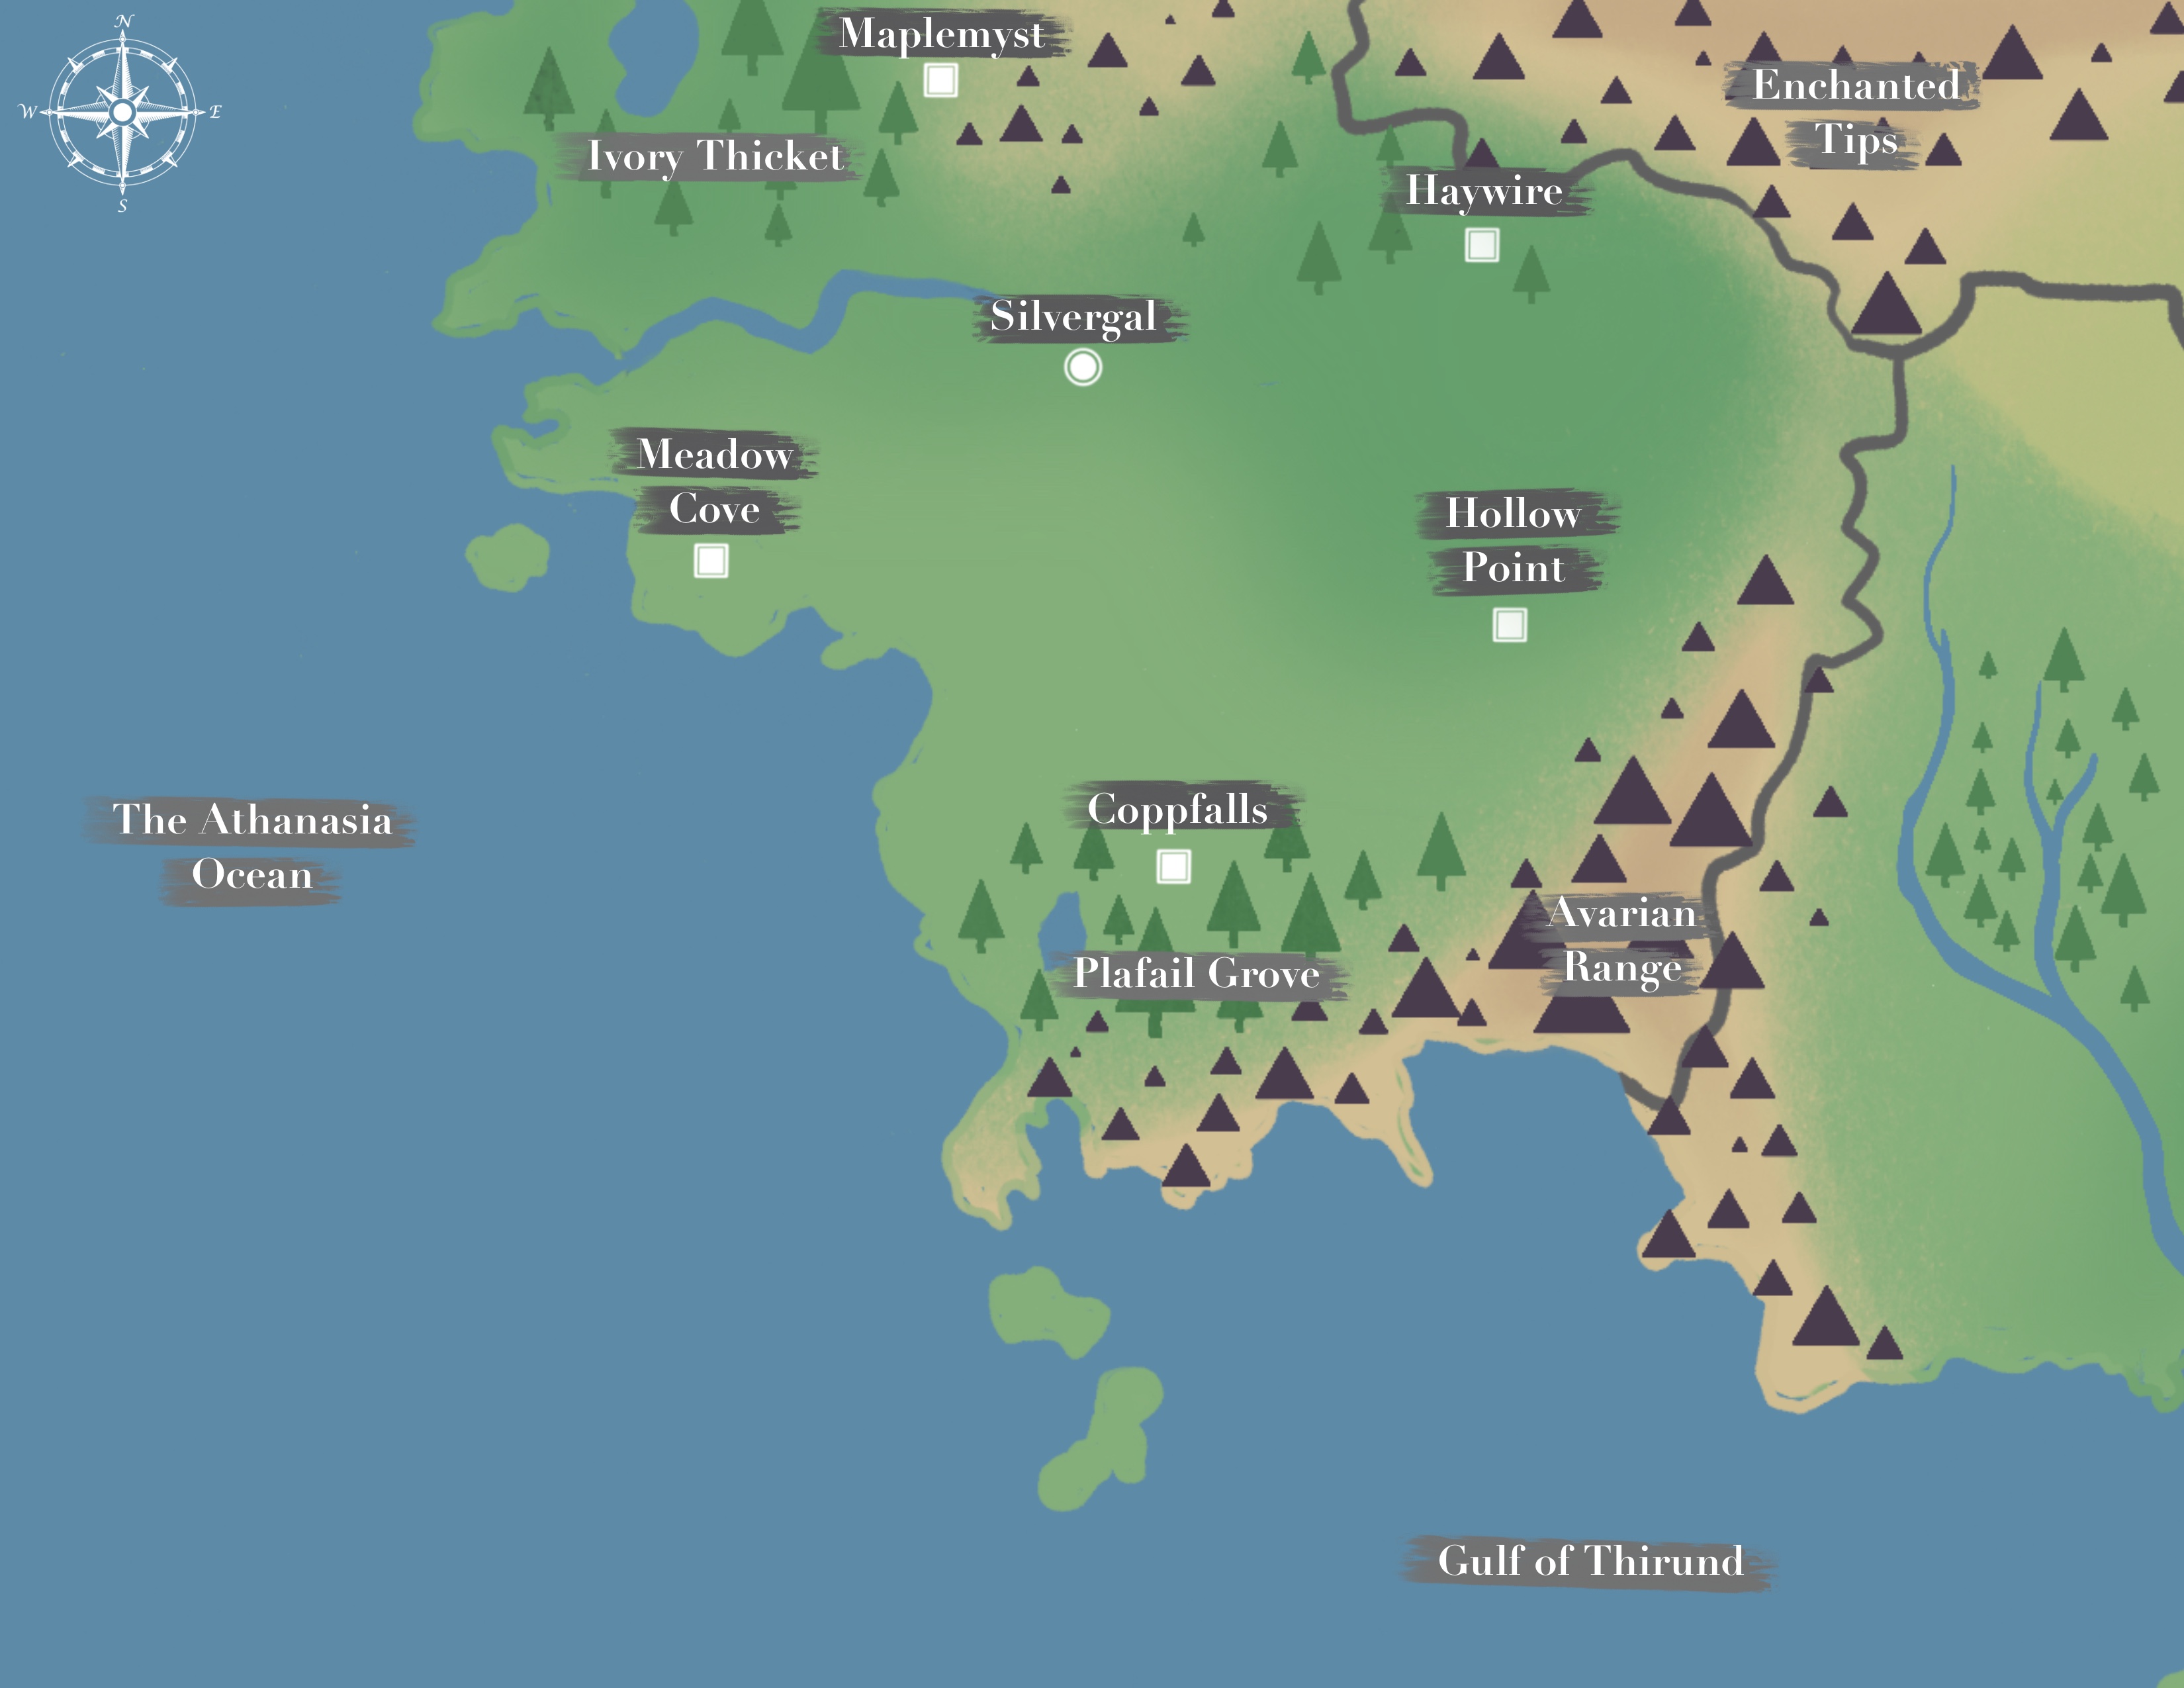 N
W
E
S
Maplemyst
Enchanted
Tips
Ivory Thicket
Haywire
Silvergal
Meadow
Cove
Hollow
Point
The Athanasia
Ocean
Coppfalls
Avarian
Range
Plafail Grove
Gulf of Thirund